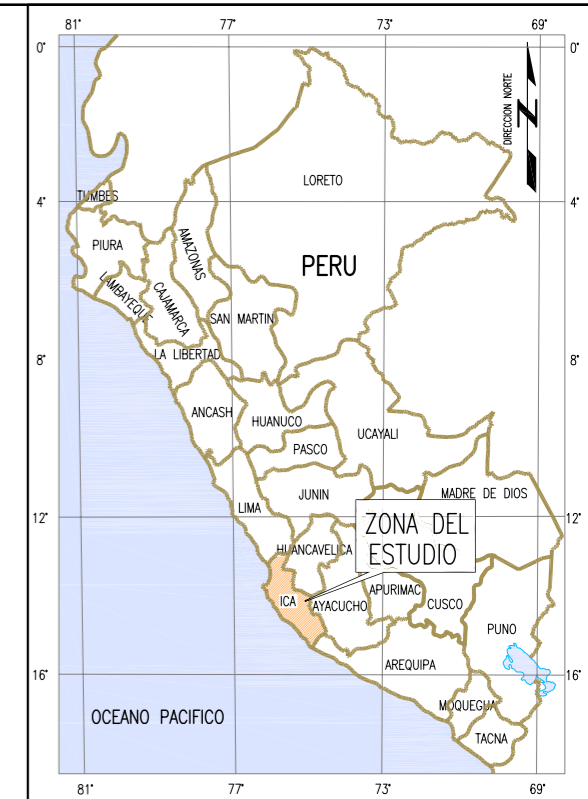 81° 77° 73° 69°
0° 0°
DIRECCION NORTE
N
LORETO
TUMBES
4° 4°
PIURA
AMAZONAS
PERU
LAMBAYEQUE
CAJAMARCA
SAN MARTIN
LA LIBERTAD
8° 8°
ANCASH
HUANUCO
UCAYALI
PASCO
JUNIN
MADRE DE DIOS
LIMA
12° 12°
ZONA DEL
ESTUDIO
HUANCAVELICA
APURIMAC
ICA
AYACUCHO
CUSCO
PUNO
AREQUIPA
16° 16°
MOQUEGUA
OCEANO PACIFICO
TACNA
81° 77° 73° 69°